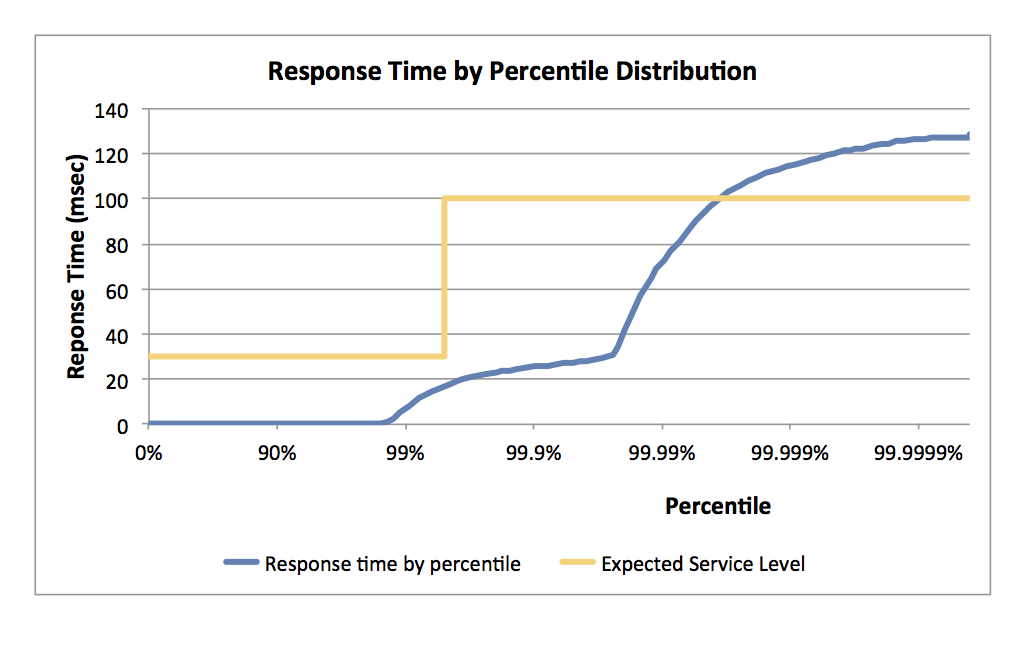 Response Time by Percentile Distribution
Reponse Time (msec)
140
120
100
80
60
40
20
0
0% 90% 99% 99.9% 99.99% 99.999% 99.9999%
Percentile
Response time by percentile Expected Service Level